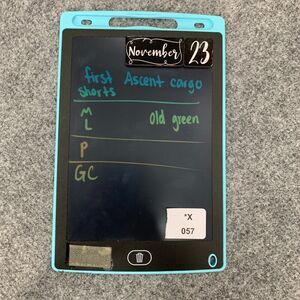 November 23
first Ascent cargo
shorts
M
L old green
P
GC
"X
057